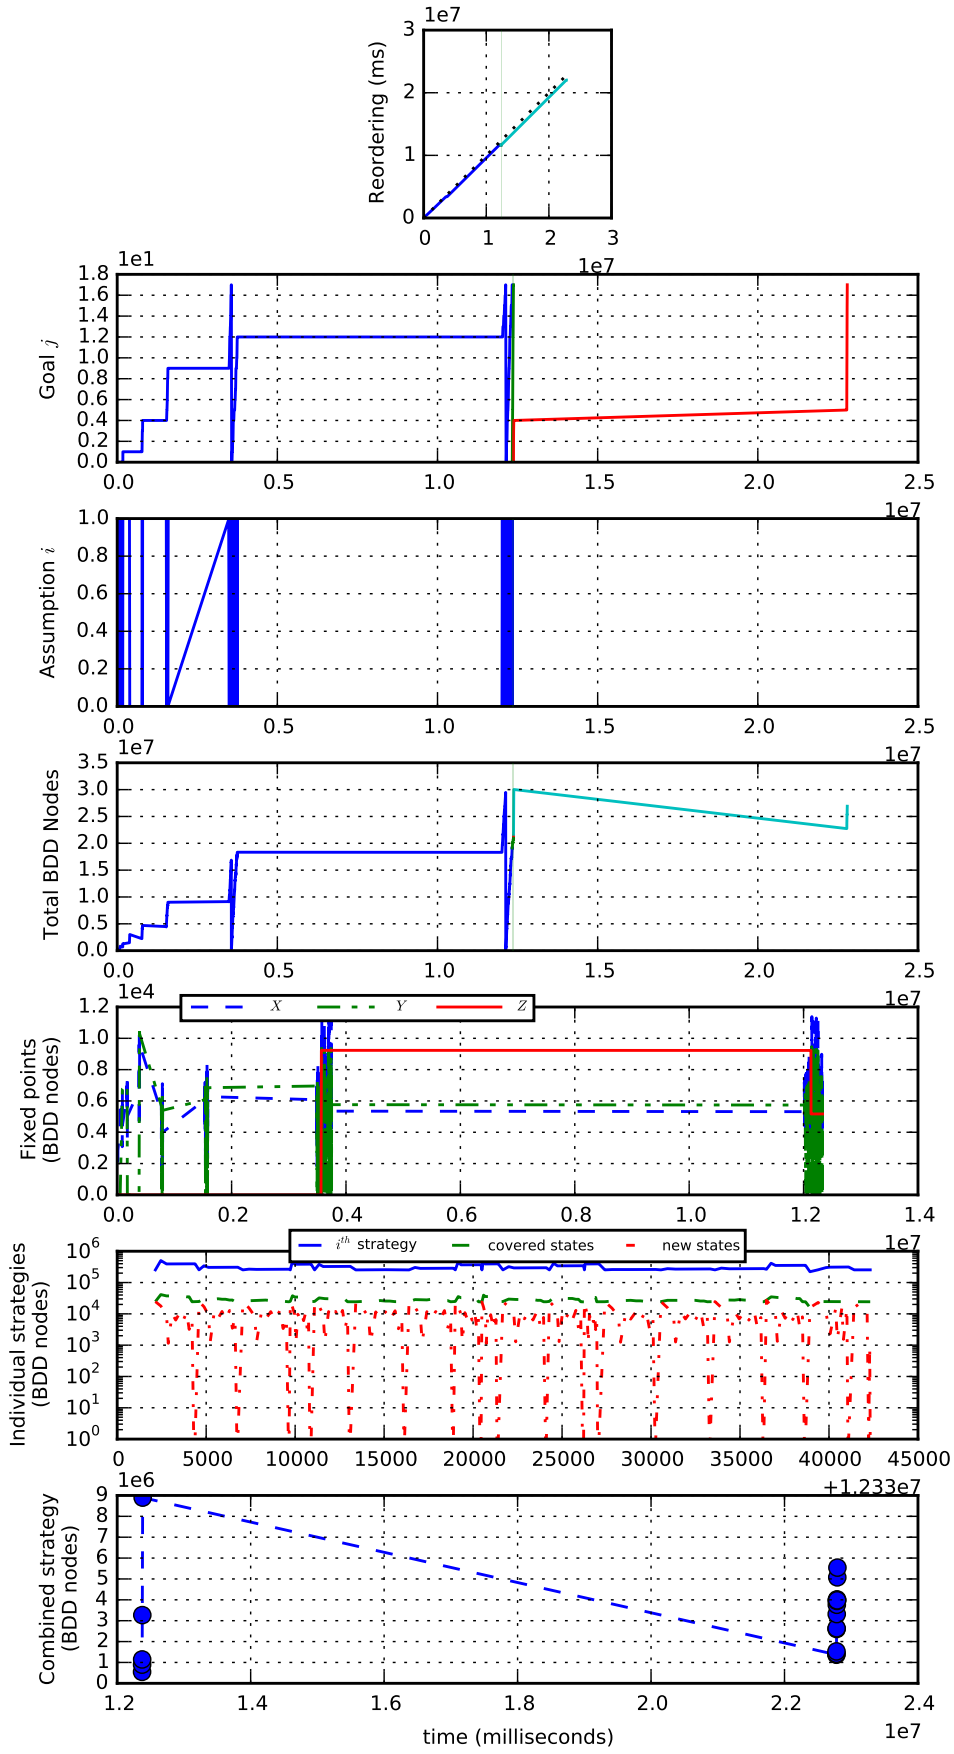 1e7
3
2
1
0
Reordering (ms)
0 1 2 3
1e7
1e1
1.8
1.6
1.4
1.2
1.0
0.8
0.6
0.4
0.2
0.0
Goal j
0.0 0.5 1.0 1.5 2.0 2.5
1e7
1.0
0.8
0.6
0.4
0.2
0.0
Assumption i
0.0 0.5 1.0 1.5 2.0 2.5
1e7
1e7
3.5
3.0
2.5
2.0
1.5
1.0
0.5
0.0
Total BDD Nodes
0.0 0.5 1.0 1.5 2.0 2.5
1e7
1e4
X Y Z
1.2
1.0
0.8
0.6
0.4
0.2
0.0
Fixed points
(BDD nodes)
0.0 0.2 0.4 0.6 0.8 1.0 1.2 1.4
1e7
i^th strategy covered states new states
10^6
10^5
10^4
10^3
10^2
10^1
10^0
Individual strategies
(BDD nodes)
0 5000 10000 15000 20000 25000 30000 35000 40000 45000
+1.233e7
1e6
9
8
7
6
5
4
3
2
1
0
Combined strategy
(BDD nodes)
1.2 1.4 1.6 1.8 2.0 2.2 2.4
1e7
time (milliseconds)